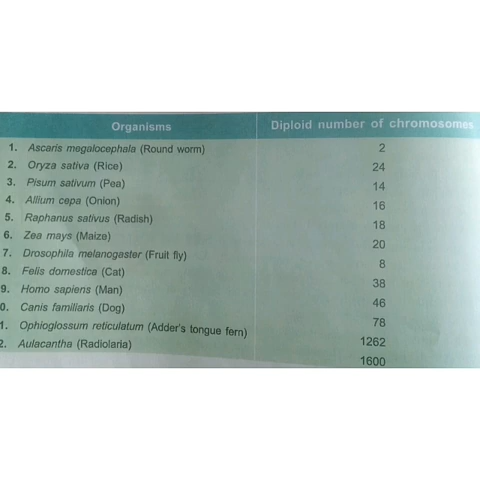 Organisms Diploid number of chromosomes
1. Ascaris megalocephala (Round worm) 2
2. Oryza sativa (Rice) 24
3. Pisum sativum (Pea) 14
4. Allium cepa (Onion) 16
5. Raphanus sativus (Radish) 18
6. Zea mays (Maize) 20
7. Drosophila melanogaster (Fruit fly) 8
8. Felis domestica (Cat) 38
9. Homo sapiens (Man) 46
0. Canis familiaris (Dog) 78
1. Ophioglossum reticulatum (Adder's tongue fern) 1262
2. Aulacantha (Radiolaria) 1600